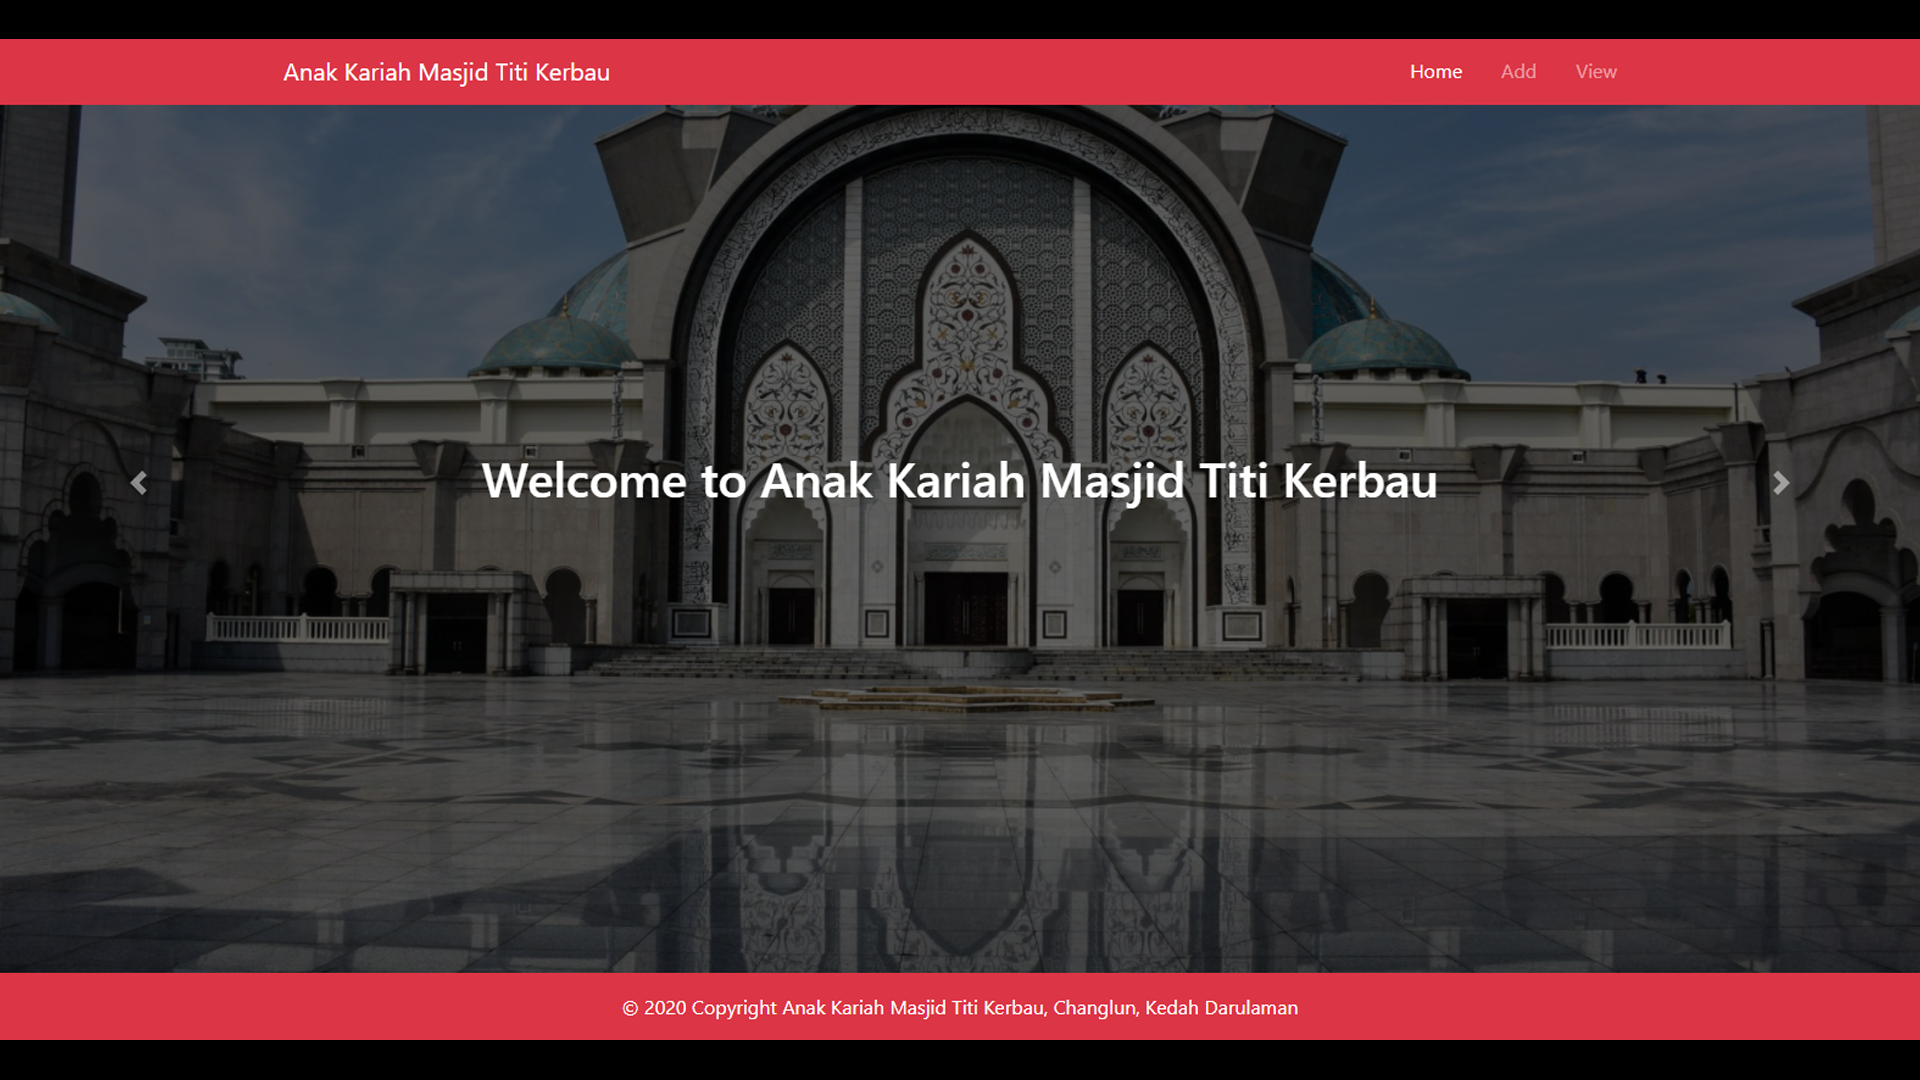 Anak Kariah Masjid Titi Kerbau
Home Add View
Welcome to Anak Kariah Masjid Titi Kerbau
© 2020 Copyright Anak Kariah Masjid Titi Kerbau, Changlun, Kedah Darulaman